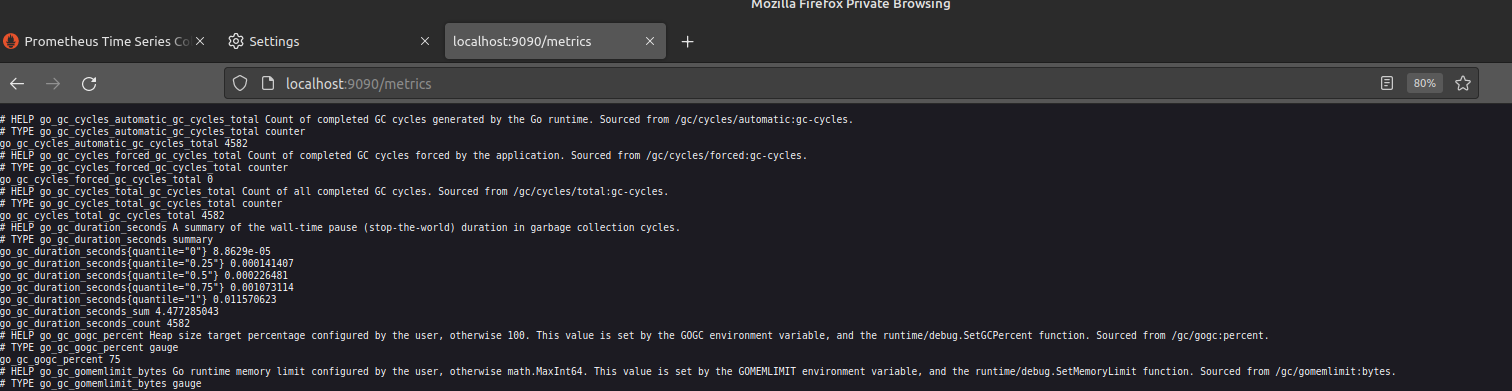 Mozilla Firefox Private Browsing
Prometheus Time Series Co
Settings
localhost:9090/metrics
localhost:9090/metrics
80%
# HELP go_gc_cycles_automatic_gc_cycles_total Count of completed GC cycles generated by the Go runtime. Sourced from /gc/cycles/automatic:gc-cycles.
# TYPE go_gc_cycles_automatic_gc_cycles_total counter
go_gc_cycles_automatic_gc_cycles_total 4582
# HELP go_gc_cycles_forced_gc_cycles_total Count of completed GC cycles forced by the application. Sourced from /gc/cycles/forced:gc-cycles.
# TYPE go_gc_cycles_forced_gc_cycles_total counter
go_gc_cycles_forced_gc_cycles_total 0
# HELP go_gc_cycles_total_gc_cycles_total Count of all completed GC cycles. Sourced from /gc/cycles/total:gc-cycles.
# TYPE go_gc_cycles_total_gc_cycles_total counter
go_gc_cycles_total_gc_cycles_total 4582
# HELP go_gc_duration_seconds A summary of the wall-time pause (stop-the-world) duration in garbage collection cycles.
# TYPE go_gc_duration_seconds summary
go_gc_duration_seconds{quantile="0"} 8.8629e-05
go_gc_duration_seconds{quantile="0.25"} 0.000141407
go_gc_duration_seconds{quantile="0.5"} 0.000226481
go_gc_duration_seconds{quantile="0.75"} 0.001073114
go_gc_duration_seconds{quantile="1"} 0.011570623
go_gc_duration_seconds_sum 4.477285043
go_gc_duration_seconds_count 4582
# HELP go_gc_gogc_percent Heap size target percentage configured by the user, otherwise 100. This value is set by the GOGC environment variable, and the runtime/debug.SetGCPercent function. Sourced from /gc/gogc:percent.
# TYPE go_gc_gogc_percent gauge
go_gc_gogc_percent 75
# HELP go_gc_gomemlimit_bytes Go runtime memory limit configured by the user, otherwise math.MaxInt64. This value is set by the GOMEMLIMIT environment variable, and the runtime/debug.SetMemoryLimit function. Sourced from /gc/gomemlimit:bytes.
# TYPE go_gc_gomemlimit_bytes gauge